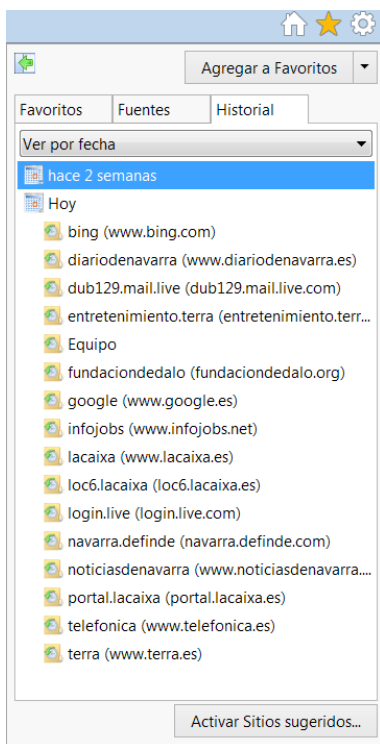 Agregar a Favoritos
Favoritos Fuentes Historial
Ver por fecha
hace 2 semanas
Hoy
bing (www.bing.com)
diariodenavarra (www.diariodenavarra.es)
dub129.mail.live (dub129.mail.live.com)
entretenimiento.terra (entretenimiento.terr...
Equipo
fundaciondedalo (fundaciondedalo.org)
google (www.google.es)
infojobs (www.infojobs.net)
lacaixa (www.lacaixa.es)
loc6.lacaixa (loc6.lacaixa.es)
login.live (login.live.com)
navarra.definde (navarra.definde.com)
noticiasdenavarra (www.noticiasdenavarra....
portal.lacaixa (portal.lacaixa.es)
telefonica (www.telefonica.es)
terra (www.terra.es)
Activar Sitios sugeridos...